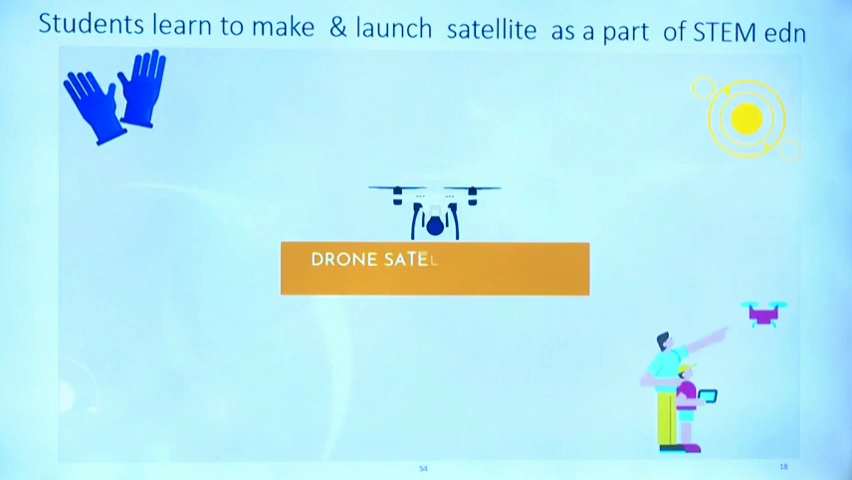 Students learn to make & launch satellite as a part of STEM edn
DRONE SATEL
54
18